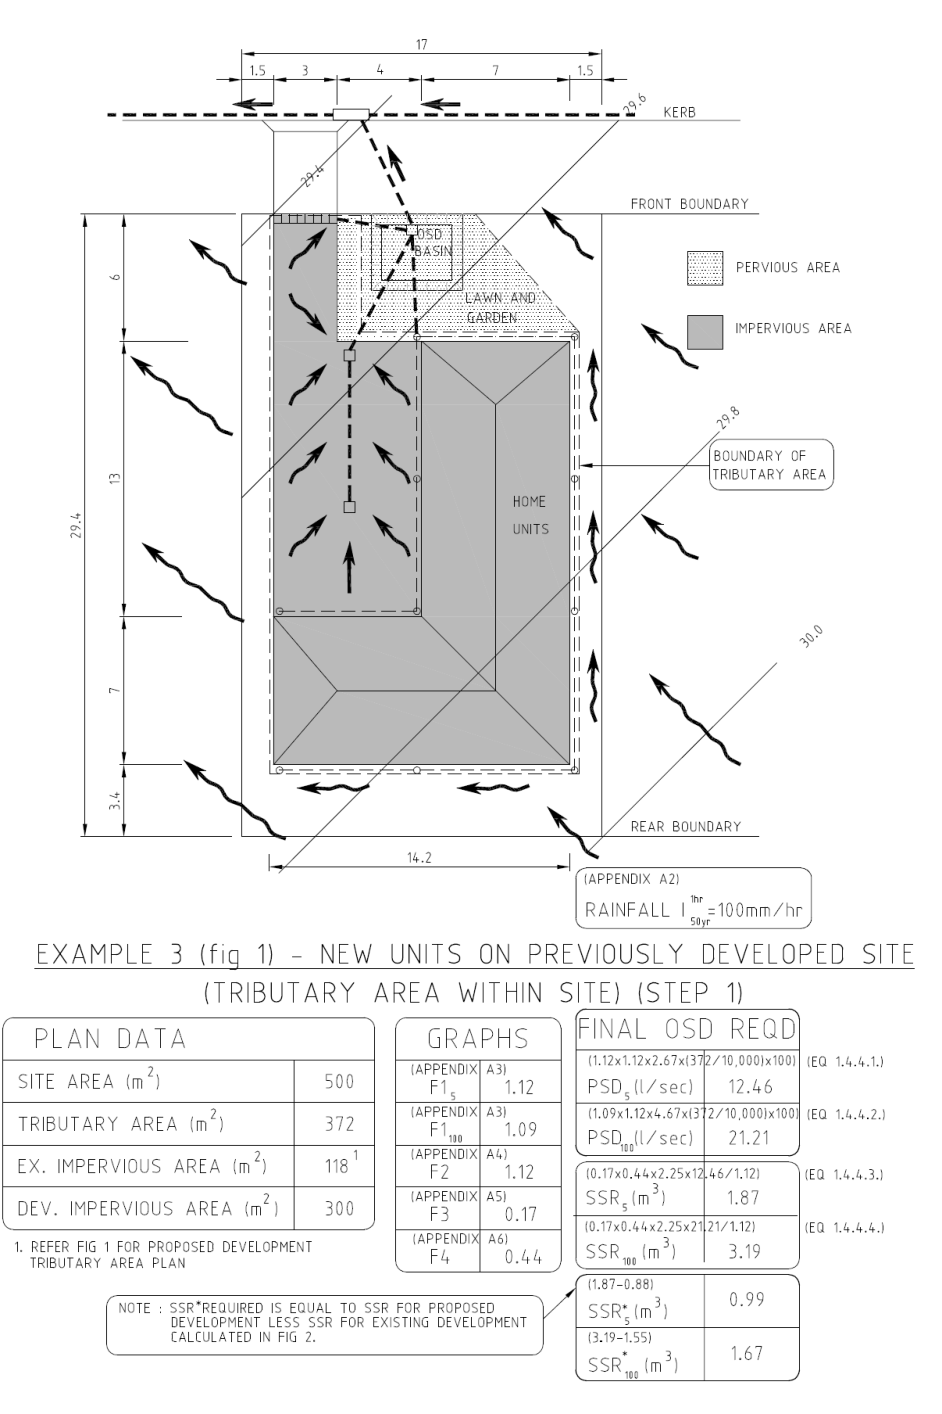 17
1.5 3 4 7 1.5
29.6
KERB
29.4
FRONT BOUNDARY
OSD
BASIN
PERVIOUS AREA
6
LAWN AND
GARDEN
IMPERVIOUS AREA
29.8
BOUNDARY OF
TRIBUTARY AREA
13
HOME
UNITS
29.4
30.0
7
3.4
REAR BOUNDARY
14.2
(APPENDIX A2)
RAINFALL I 1hr 50yr =100mm/hr
EXAMPLE 3 (fig 1) - NEW UNITS ON PREVIOUSLY DEVELOPED SITE
(TRIBUTARY AREA WITHIN SITE) (STEP 1)
PLAN DATA
SITE AREA (m²) 500
TRIBUTARY AREA (m²) 372
EX. IMPERVIOUS AREA (m²) 118¹
DEV. IMPERVIOUS AREA (m²) 300
1. REFER FIG 1 FOR PROPOSED DEVELOPMENT
TRIBUTARY AREA PLAN
GRAPHS
(APPENDIX A3)
F1₅ 1.12
(APPENDIX A3)
F1₁₀₀ 1.09
(APPENDIX A4)
F2 1.12
(APPENDIX A5)
F3 0.17
(APPENDIX A6)
F4 0.44
FINAL OSD REQD
(1.12x1.12x2.67x(372/10,000)x100) (EQ 1.4.4.1.)
PSD₅(l/sec) 12.46
(1.09x1.12x4.67x(372/10,000)x100) (EQ 1.4.4.2.)
PSD₁₀₀(l/sec) 21.21
(0.17x0.44x2.25x12.46/1.12) (EQ 1.4.4.3.)
SSR₅(m³) 1.87
(0.17x0.44x2.25x21.21/1.12) (EQ 1.4.4.4.)
SSR₁₀₀(m³) 3.19
(1.87-0.88)
SSR*₅(m³) 0.99
(3.19-1.55)
SSR*₁₀₀(m³) 1.67
NOTE : SSR*REQUIRED IS EQUAL TO SSR FOR PROPOSED
DEVELOPMENT LESS SSR FOR EXISTING DEVELOPMENT
CALCULATED IN FIG 2.